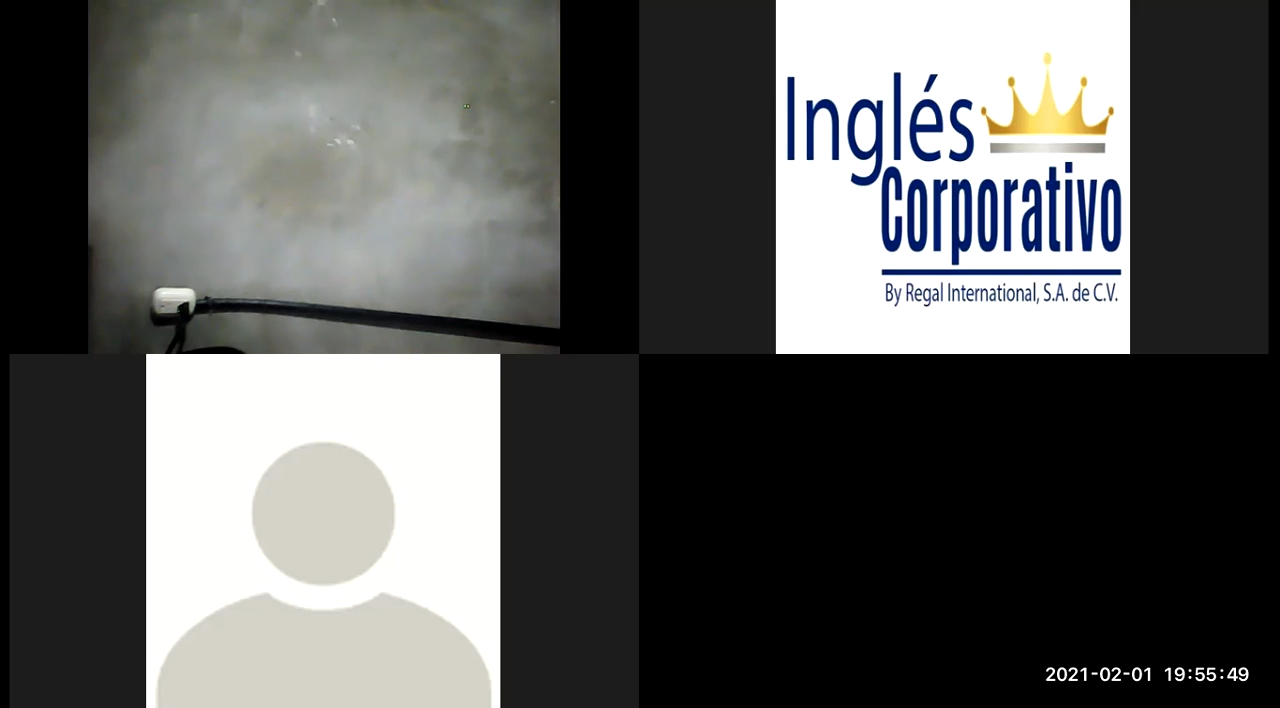 Inglés
Corporativo
By Regal International, S.A. de C.V.
2021-02-01 19:55:49